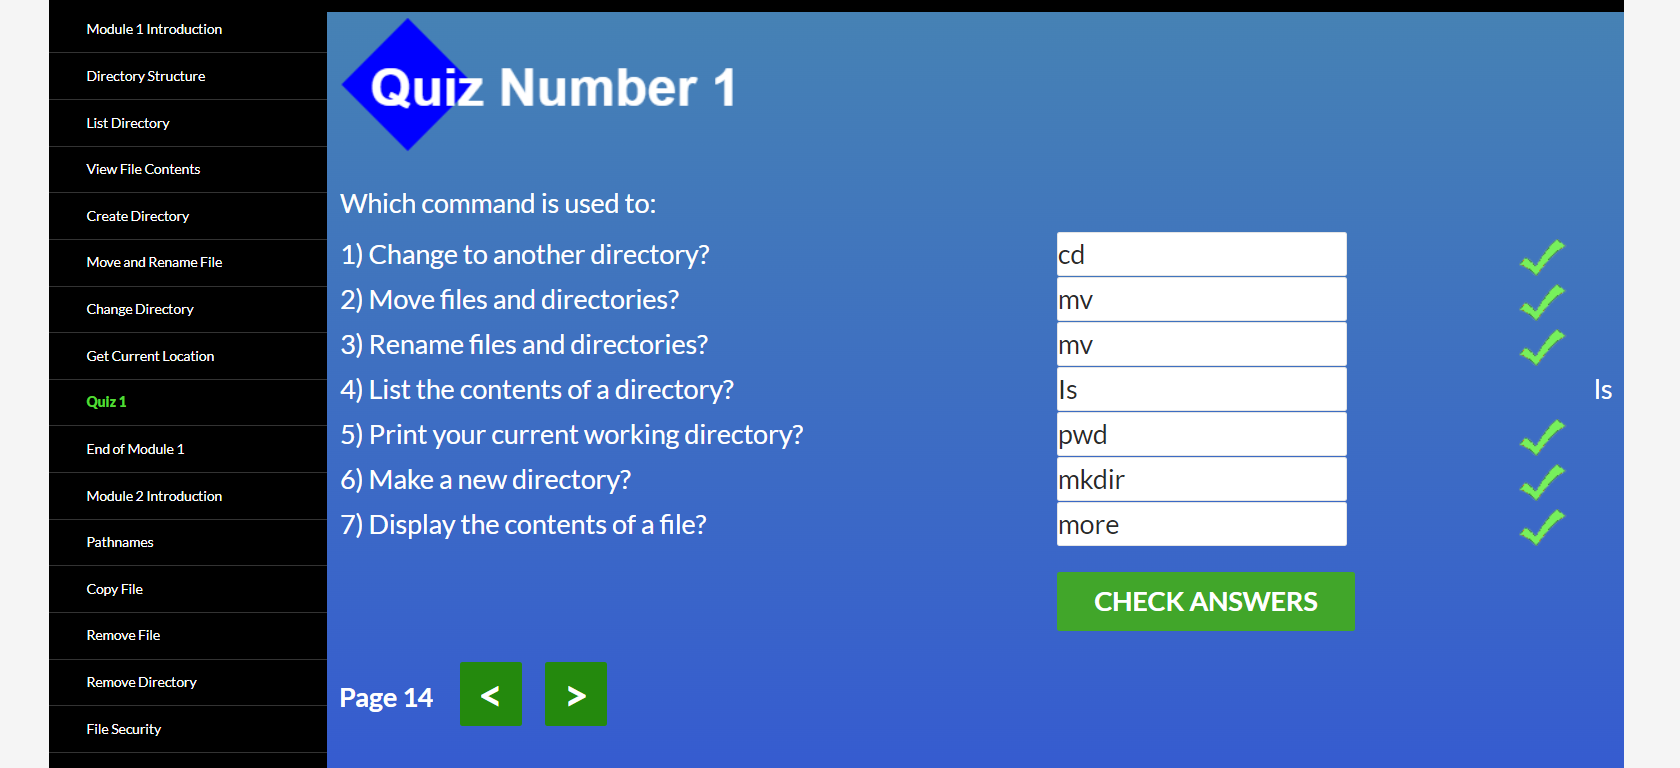 Module 1 Introduction
Directory Structure
List Directory
View File Contents
Create Directory
Move and Rename File
Change Directory
Get Current Location
Quiz 1
End of Module 1
Module 2 Introduction
Pathnames
Copy File
Remove File
Remove Directory
File Security
Quiz Number 1
Which command is used to:
1) Change to another directory? cd
2) Move files and directories? mv
3) Rename files and directories? mv
4) List the contents of a directory? Is ls
5) Print your current working directory? pwd
6) Make a new directory? mkdir
7) Display the contents of a file? more
CHECK ANSWERS
Page 14 < >